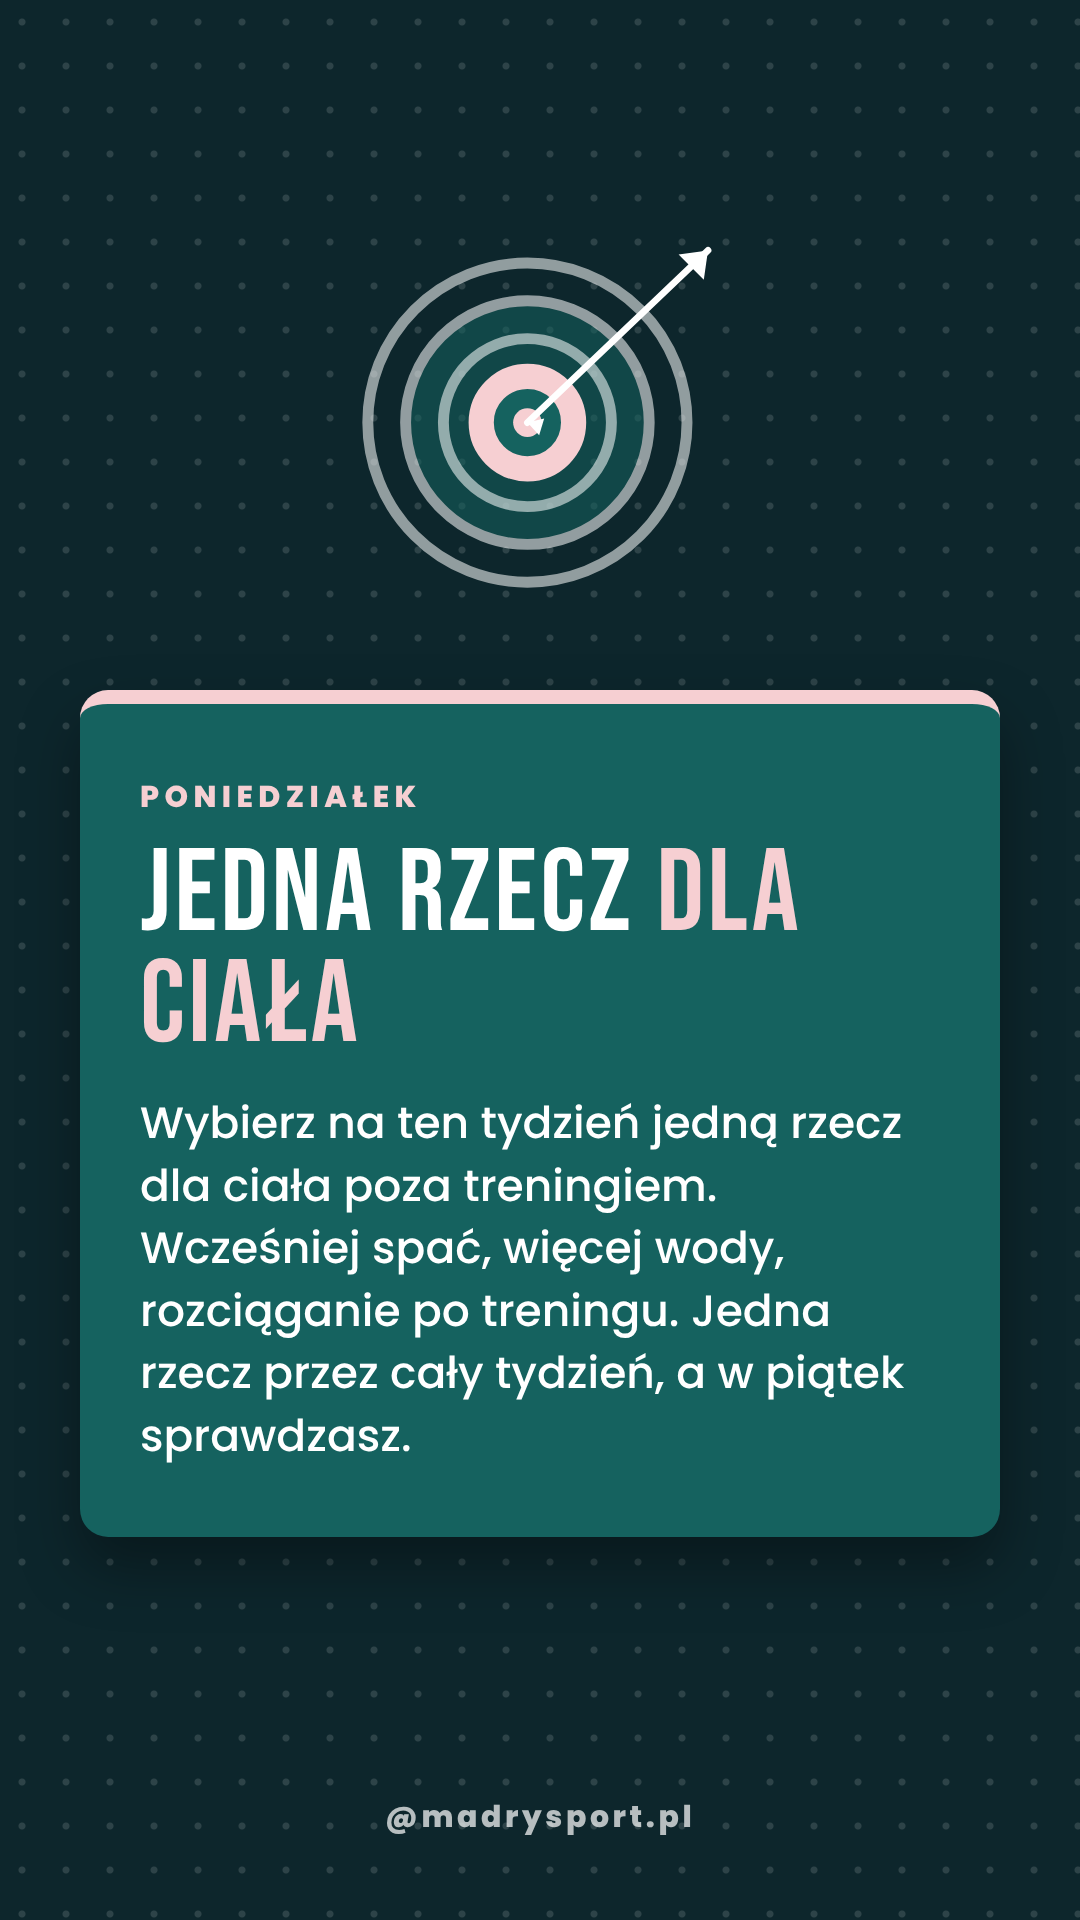 PONIEDZIAŁEK
JEDNA RZECZ DLA
CIAŁA
Wybierz na ten tydzień jedną rzecz
dla ciała poza treningiem.
Wcześniej spać, więcej wody,
rozciąganie po treningu. Jedna
rzecz przez cały tydzień, a w piątek
sprawdzasz.
@madrysport.pl